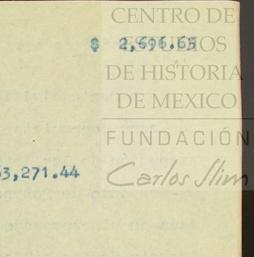 CENTRO DE
ESTUDIOS
$ 2,696.65
DE HISTORIA
DE MEXICO
FUNDACIÓN
Carlos Slim
3,271.44